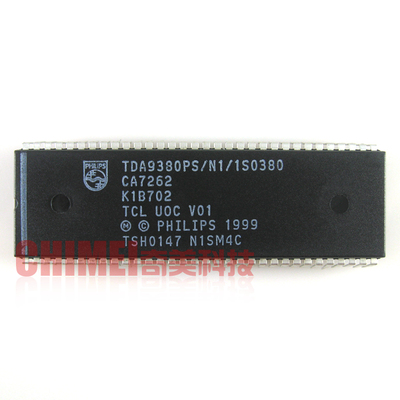 PHILIPS
TDA9380PS/N1/1S0380
CA7262
K1B702
TCL UOC V01
Ⓜ © PHILIPS 1999
TSH0147 N1SM4C
CHIMEI奇美科技